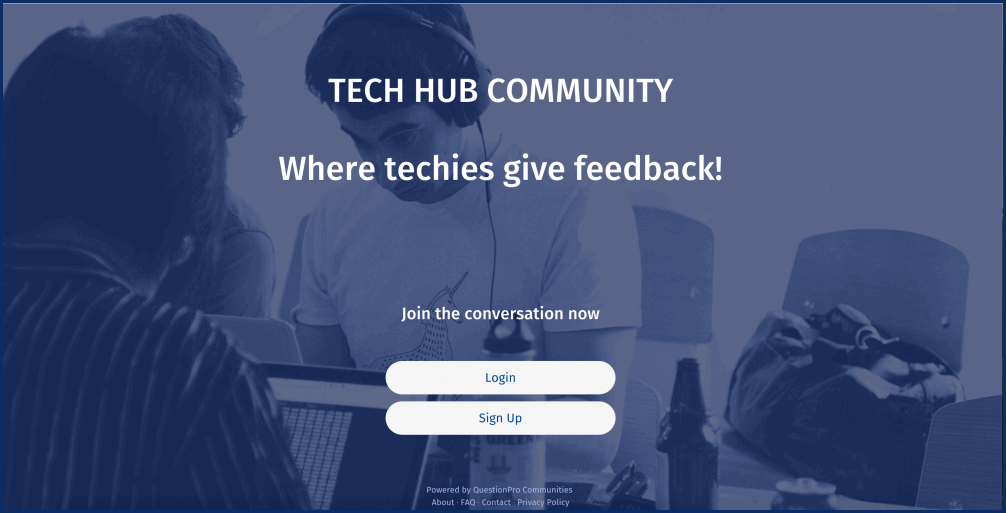 TECH HUB COMMUNITY
Where techies give feedback!
Join the conversation now
Login
Sign Up
GREEN
Powered by QuestionPro Communities
About · FAQ · Contact · Privacy Policy